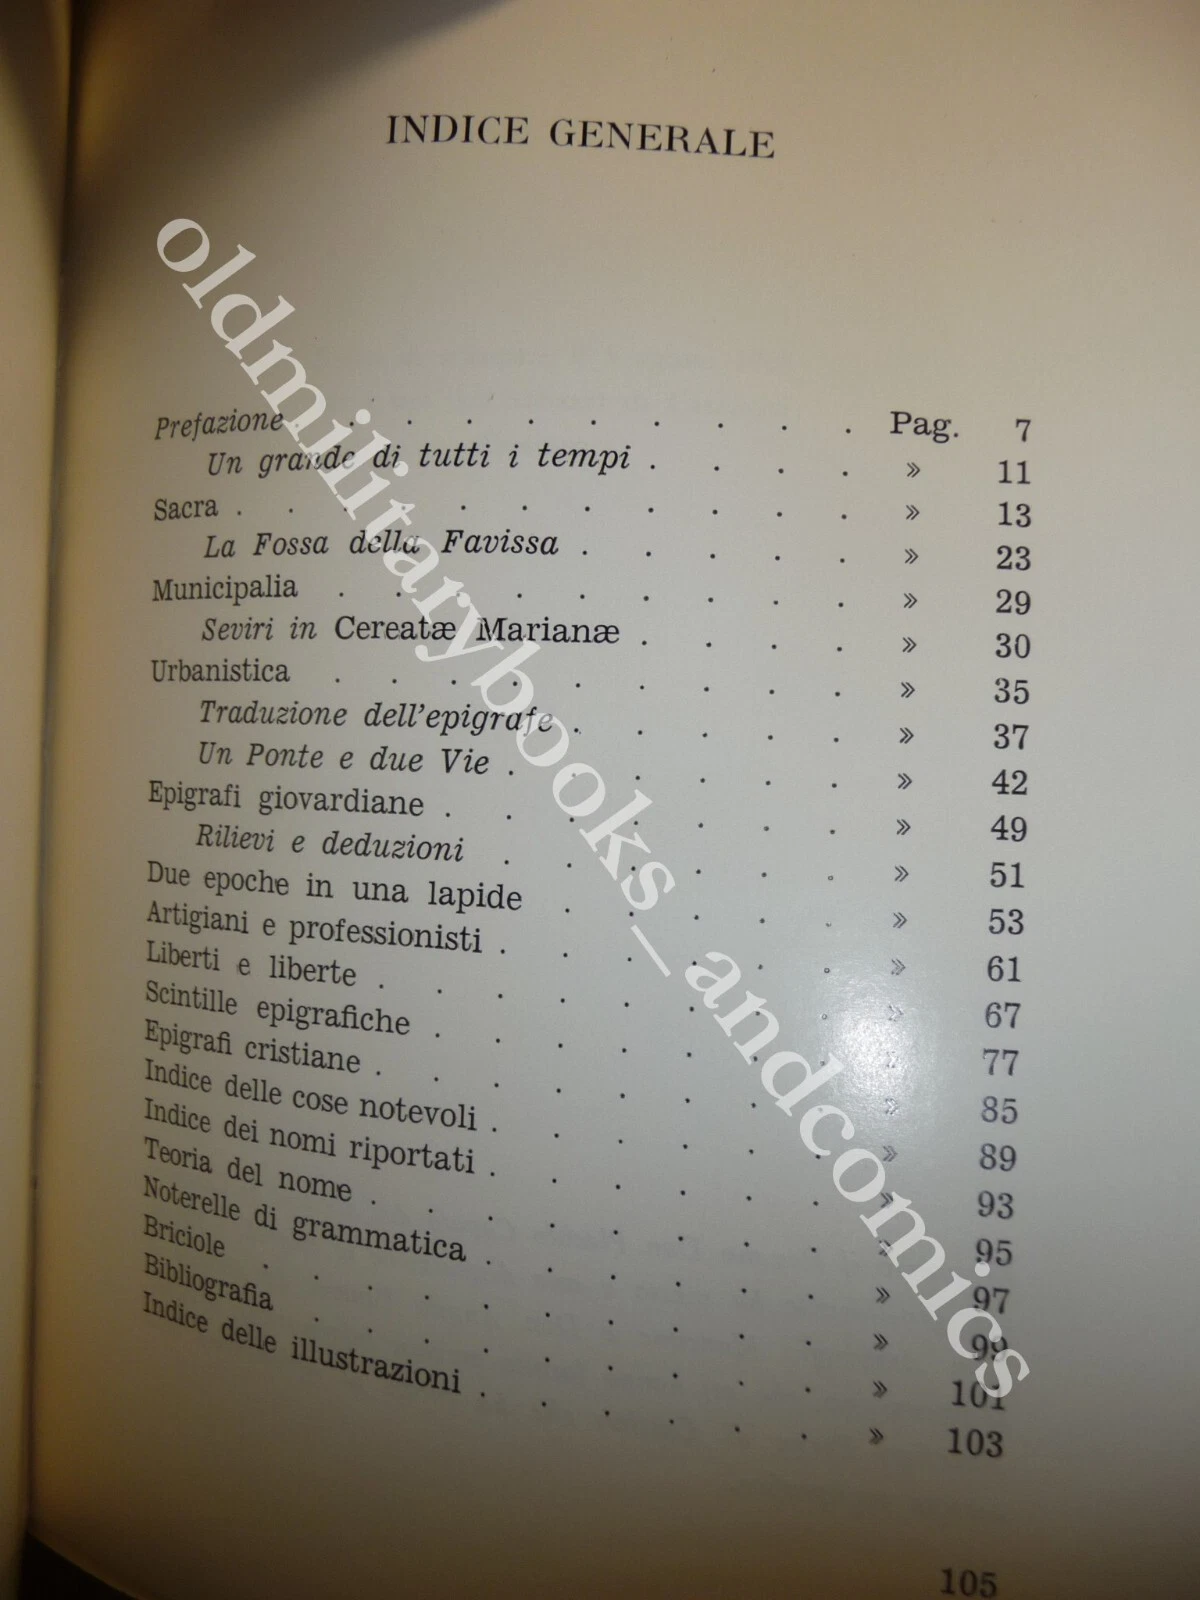 INDICE GENERALE
Prefazione . . . . . . . . Pag. 7
Un grande di tutti i tempi . . . . » 11
Sacra . . . . . . . . . . » 13
La Fossa della Favissa . . . . . » 23
Municipalia . . . . . . . . . » 29
Seviri in Cereatæ Marianæ . . . . » 30
Urbanistica . . . . . . . . . » 35
Traduzione dell'epigrafe . . . . . » 37
Un Ponte e due Vie . . . . . . » 42
Epigrafi giovardiane . . . . . . . » 49
Rilievi e deduzioni . . . . . . » 51
Due epoche in una lapide . . . . . » 53
Artigiani e professionisti . . . . . . » 61
Liberti e liberte . . . . . . . . » 67
Scintille epigrafiche . . . . . . . » 77
Epigrafi cristiane . . . . . . . . » 85
Indice delle cose notevoli . . . . . . » 89
Indice dei nomi riportati . . . . . . » 93
Teoria del nome . . . . . . . . » 95
Noterelle di grammatica . . . . . . » 97
Briciole . . . . . . . . . . » 99
Bibliografia . . . . . . . . . » 101
Indice delle illustrazioni . . . . . . » 103
105
oldmilitarybooks_andcomics